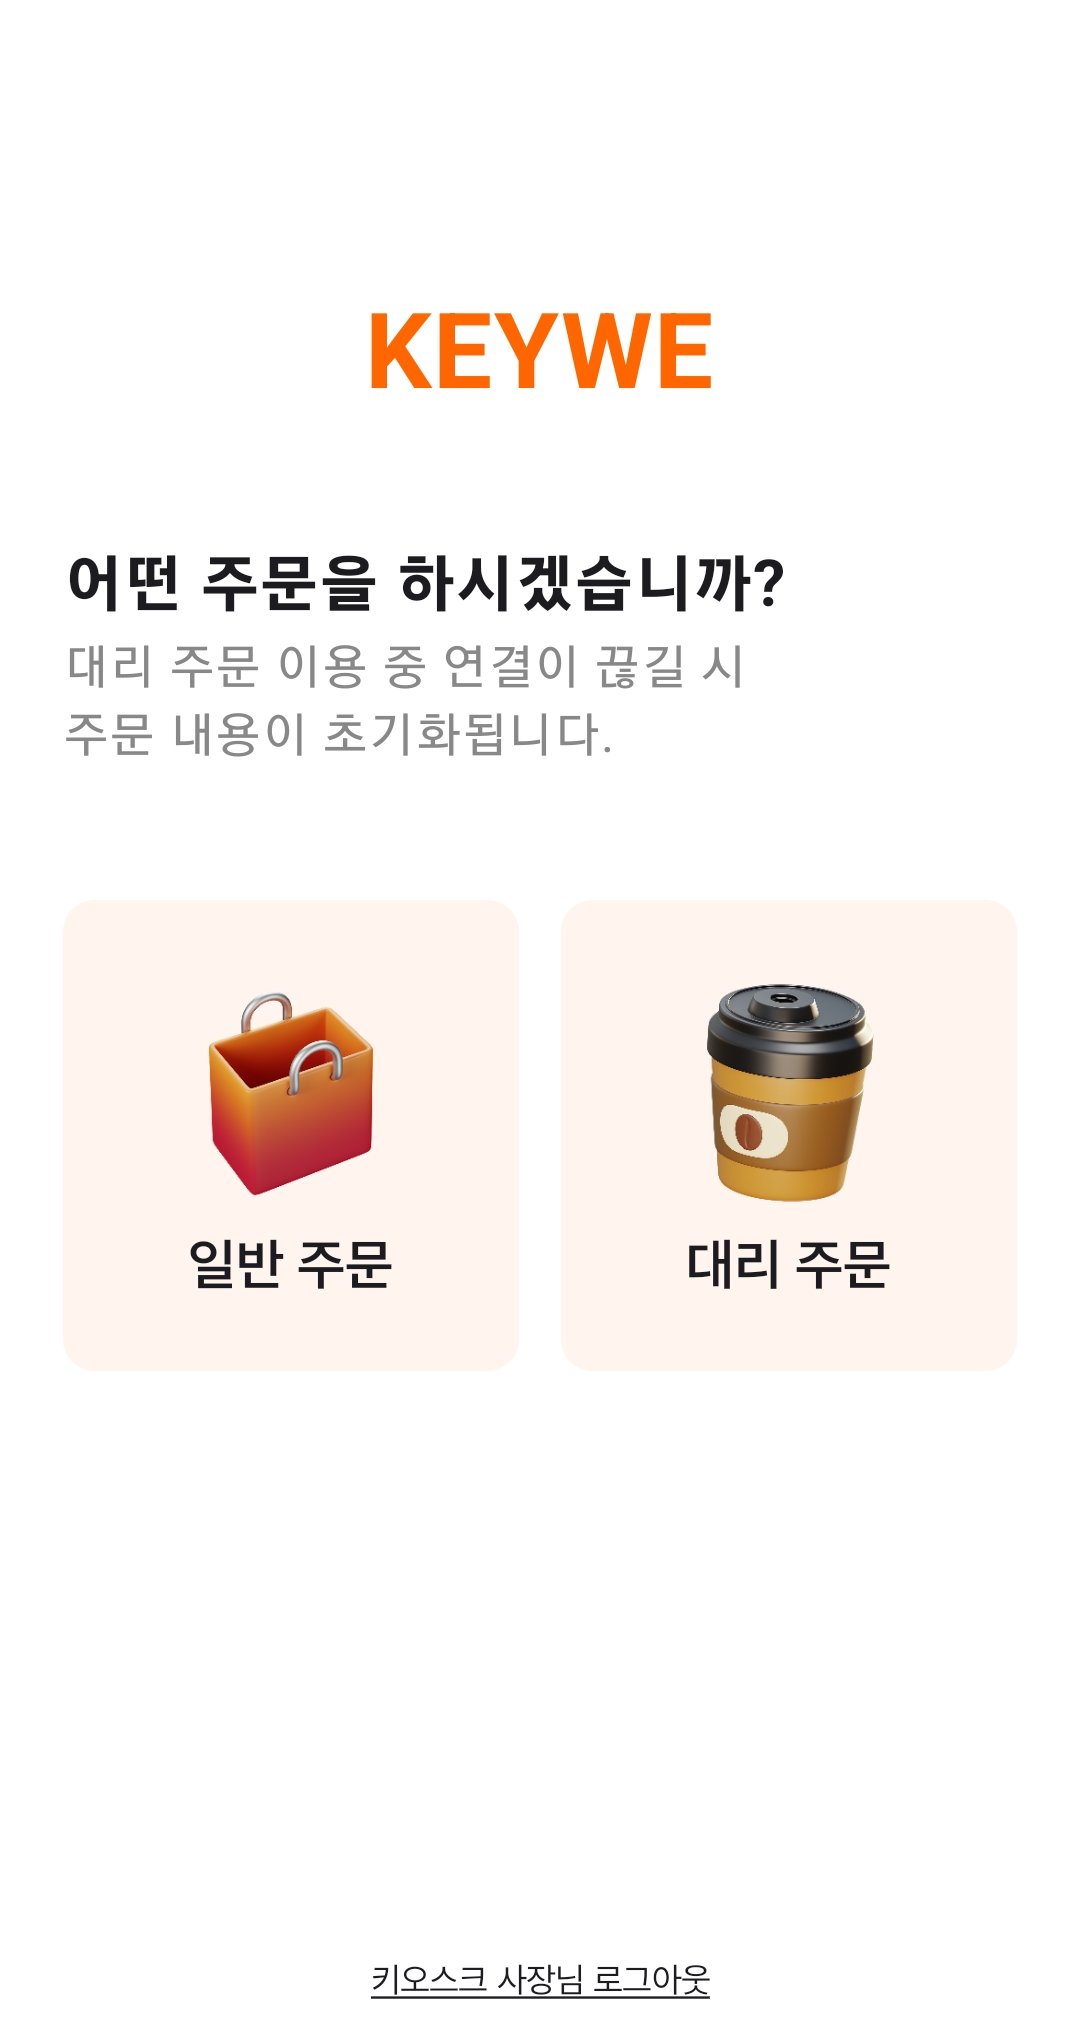 KEYWE
어떤 주문을 하시겠습니까?
대리 주문 이용 중 연결이 끊길 시
주문 내용이 초기화됩니다.
일반 주문
대리 주문
키오스크 사장님 로그아웃